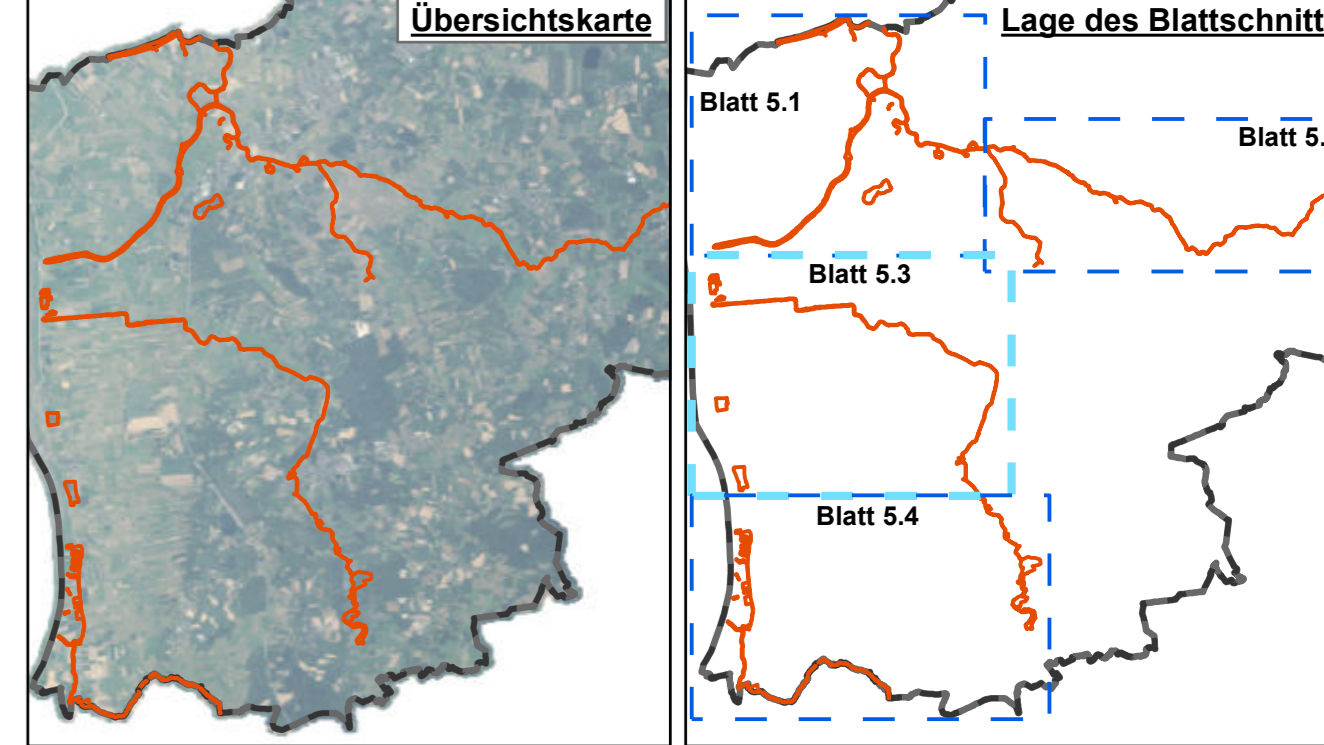 Übersichtskarte
Lage des Blattschnitt
Blatt 5.1
Blatt 5.
Blatt 5.3
Blatt 5.4